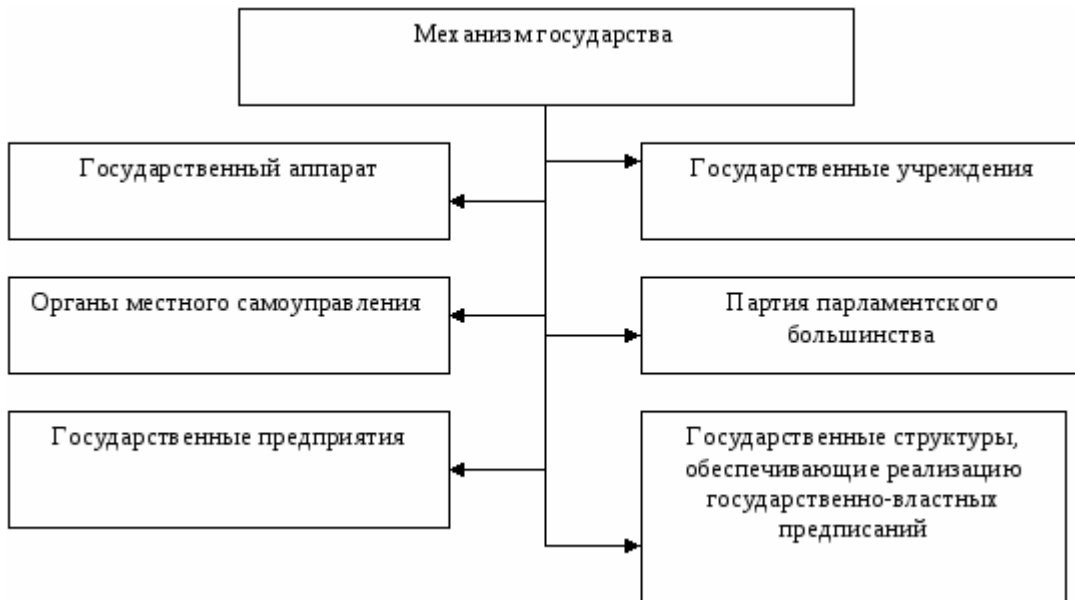 Механизм государства
Государственный аппарат
Государственные учреждения
Органы местного самоуправления
Партия парламентского
большинства
Государственные предприятия
Государственные структуры,
обеспечивающие реализацию
государственно-властных
предписаний